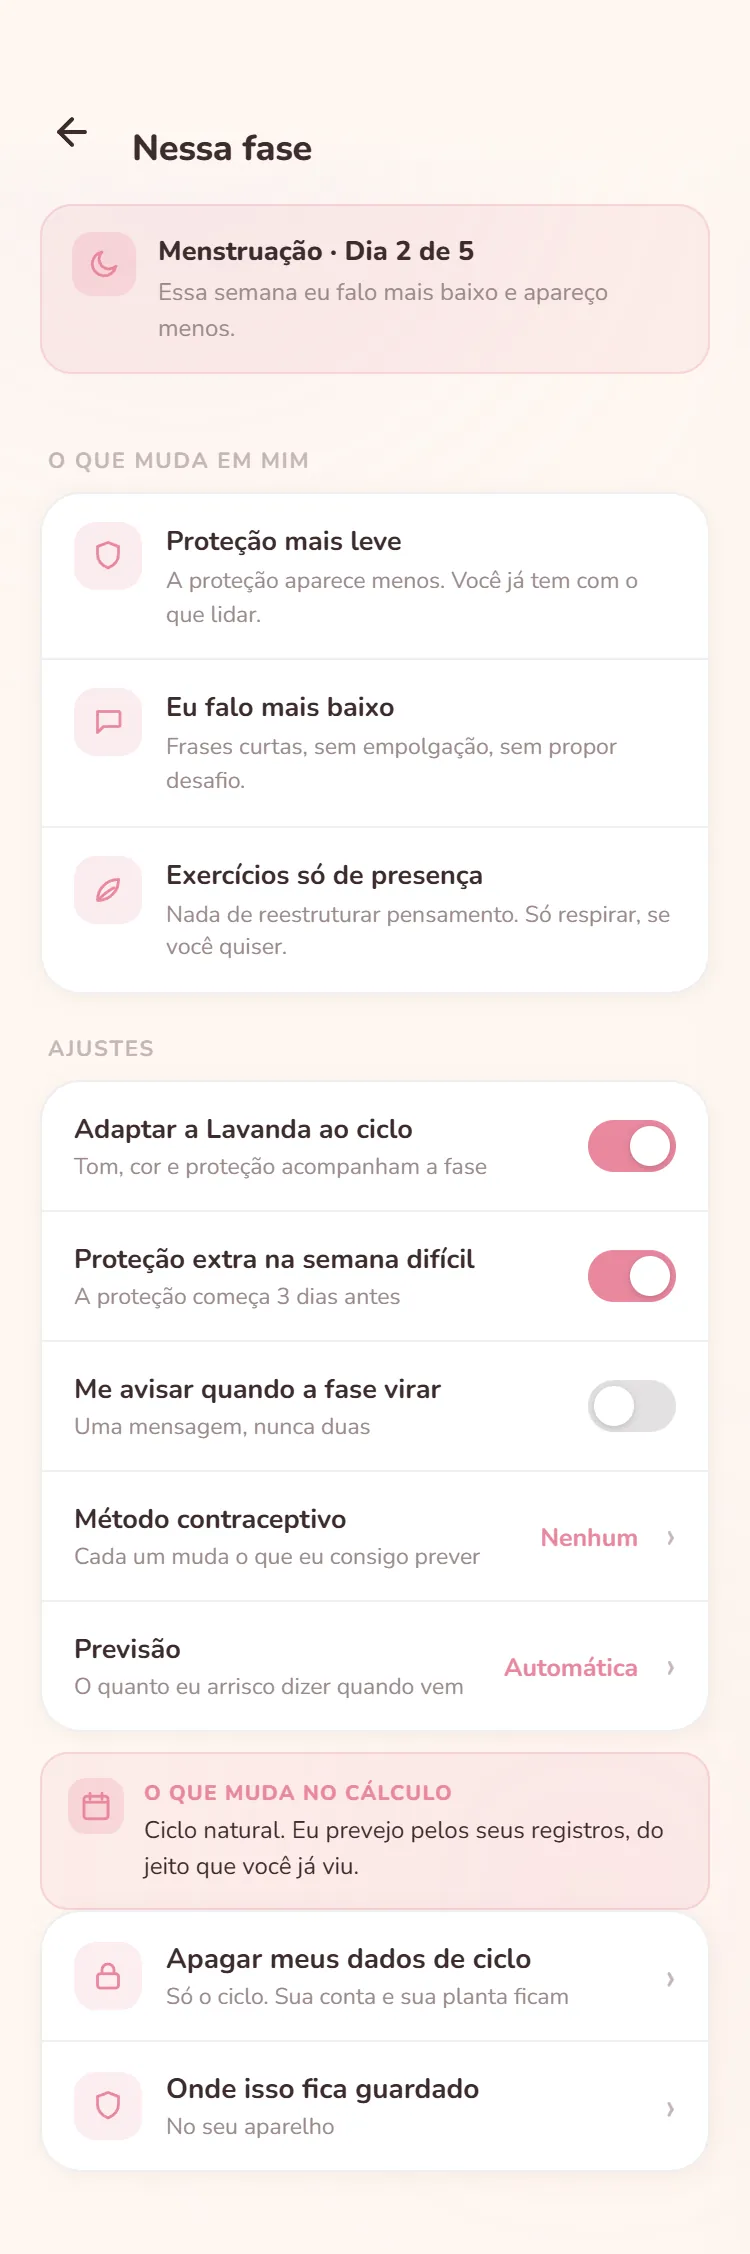 Nessa fase
Menstruação · Dia 2 de 5
Essa semana eu falo mais baixo e apareço
menos.
O QUE MUDA EM MIM
Proteção mais leve
A proteção aparece menos. Você já tem com o
que lidar.
Eu falo mais baixo
Frases curtas, sem empolgação, sem propor
desafio.
Exercícios só de presença
Nada de reestruturar pensamento. Só respirar, se
você quiser.
AJUSTES
Adaptar a Lavanda ao ciclo
Tom, cor e proteção acompanham a fase
Proteção extra na semana difícil
A proteção começa 3 dias antes
Me avisar quando a fase virar
Uma mensagem, nunca duas
Método contraceptivo
Cada um muda o que eu consigo prever
Nenhum
Previsão
O quanto eu arrisco dizer quando vem
Automática
O QUE MUDA NO CÁLCULO
Ciclo natural. Eu prevejo pelos seus registros, do
jeito que você já viu.
Apagar meus dados de ciclo
Só o ciclo. Sua conta e sua planta ficam
Onde isso fica guardado
No seu aparelho